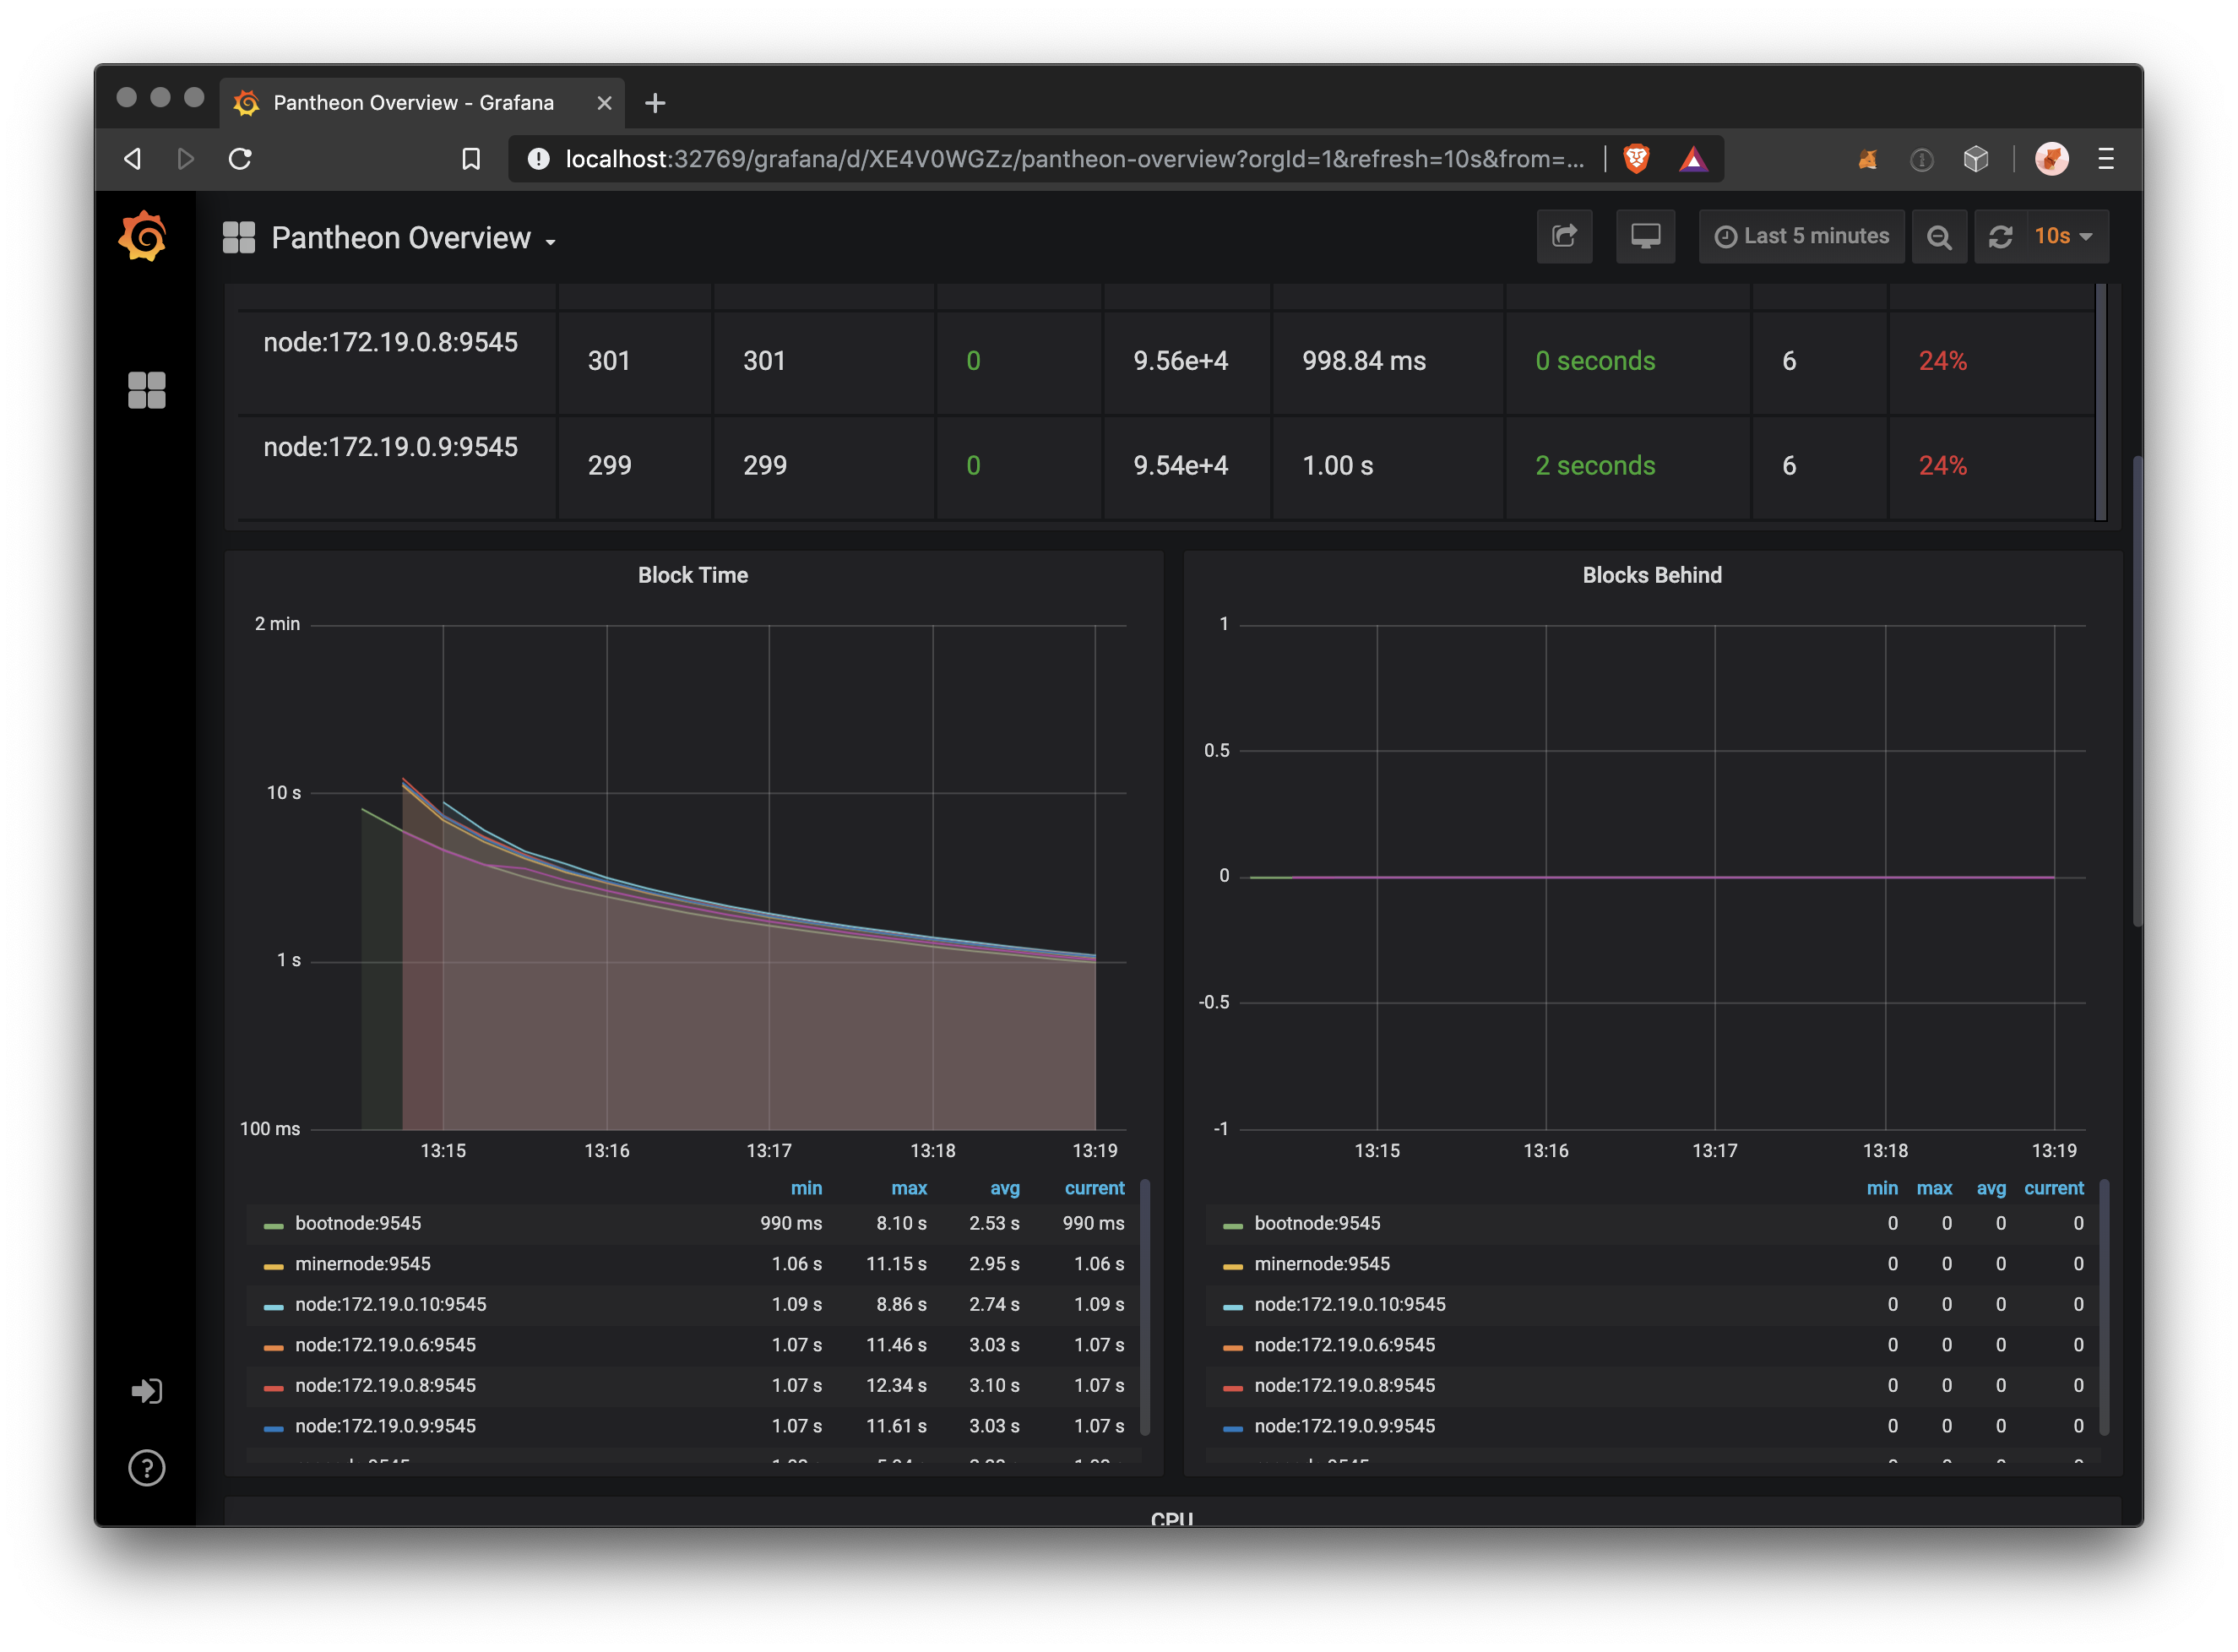 Pantheon Overview - Grafana
localhost:32769/grafana/d/XE4V0WGZz/pantheon-overview?orgId=1&refresh=10s&from=...
Pantheon Overview
Last 5 minutes
10s
node:172.19.0.8:9545 301 301 0 9.56e+4 998.84 ms 0 seconds 6 24%
node:172.19.0.9:9545 299 299 0 9.54e+4 1.00 s 2 seconds 6 24%
Block Time
2 min
10 s
1 s
100 ms
13:15 13:16 13:17 13:18 13:19
min max avg current
bootnode:9545 990 ms 8.10 s 2.53 s 990 ms
minernode:9545 1.06 s 11.15 s 2.95 s 1.06 s
node:172.19.0.10:9545 1.09 s 8.86 s 2.74 s 1.09 s
node:172.19.0.6:9545 1.07 s 11.46 s 3.03 s 1.07 s
node:172.19.0.8:9545 1.07 s 12.34 s 3.10 s 1.07 s
node:172.19.0.9:9545 1.07 s 11.61 s 3.03 s 1.07 s
Blocks Behind
1
0.5
0
-0.5
-1
13:15 13:16 13:17 13:18 13:19
min max avg current
bootnode:9545 0 0 0 0
minernode:9545 0 0 0 0
node:172.19.0.10:9545 0 0 0 0
node:172.19.0.6:9545 0 0 0 0
node:172.19.0.8:9545 0 0 0 0
node:172.19.0.9:9545 0 0 0 0
CPU